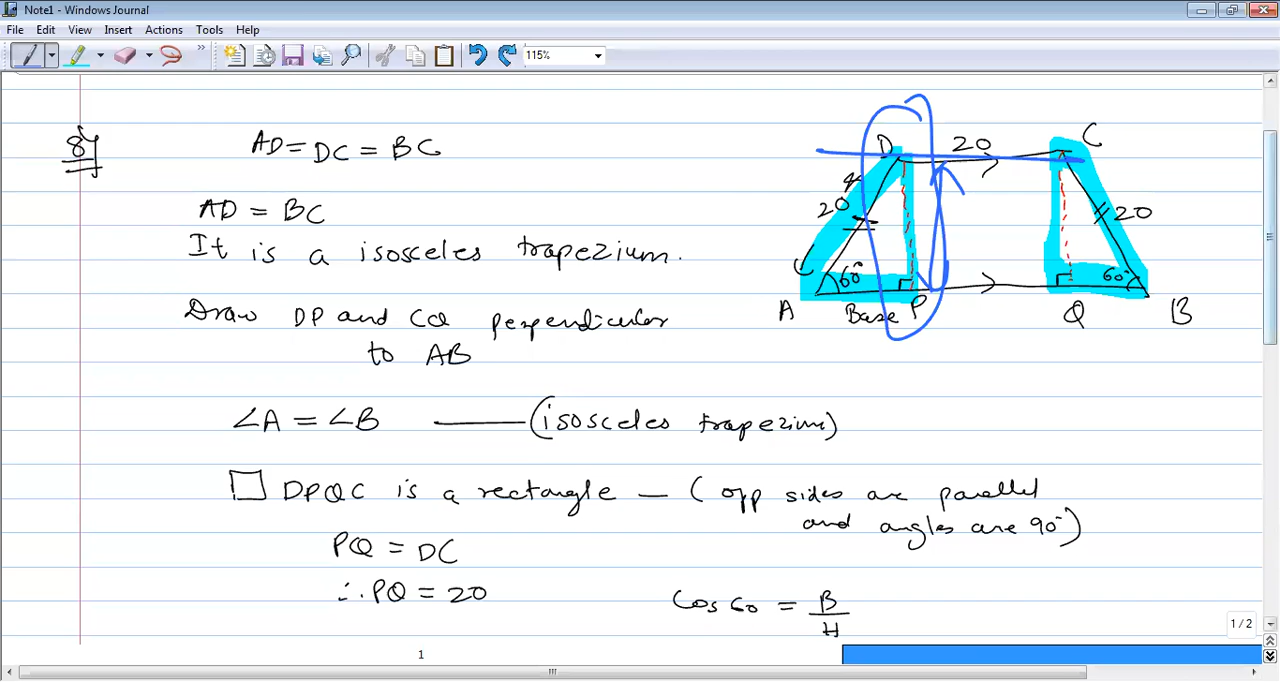 Note1 - Windows Journal
File Edit View Insert Actions Tools Help
115%
8)
AD = DC = BC
AD = BC
It is a isosceles trapezium.
Draw DP and CQ perpendicular
to AB
∠A = ∠B — (isosceles trapezium)
□ DPQC is a rectangle — ( opp sides are parallel
and angles are 90°)
PQ = DC
∴ PQ = 20
Cos 60 = B/H
D 20 C
20 20
60° 60°
A Base P Q B
1 / 2
1